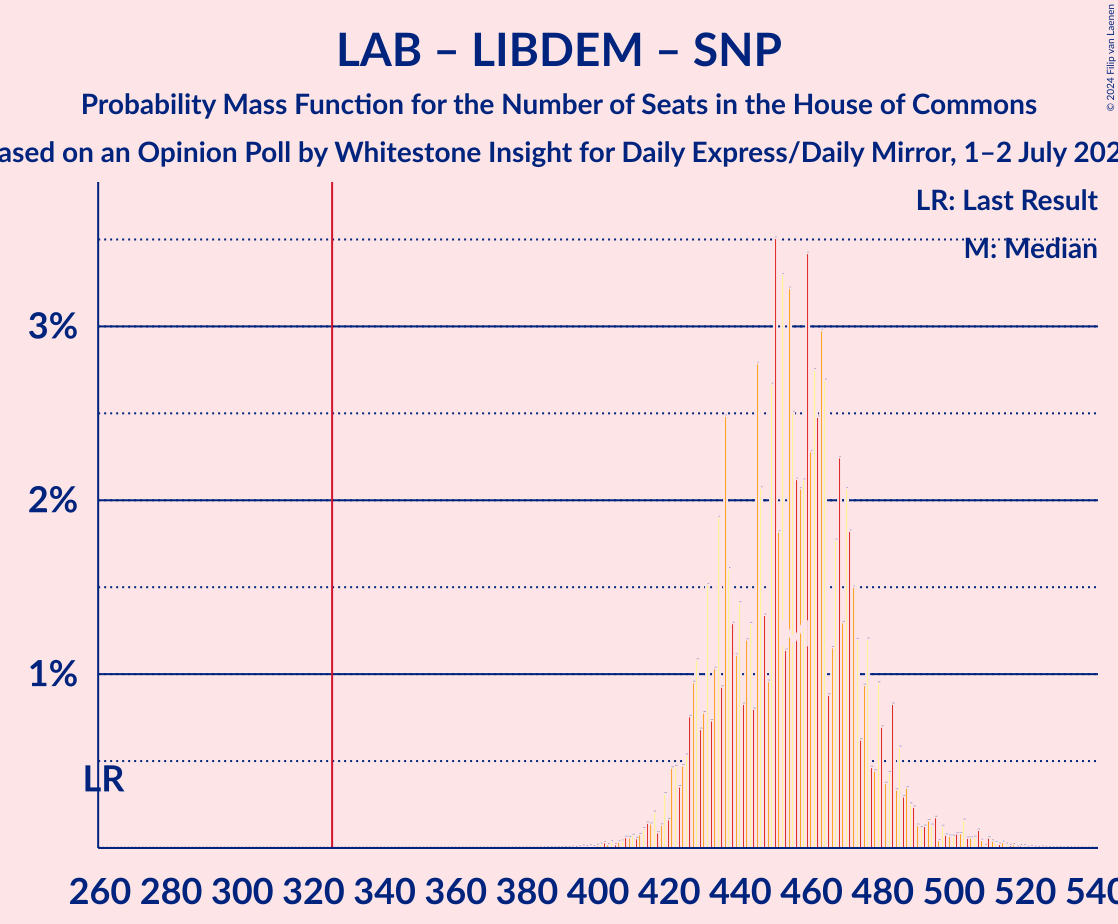 LAB – LIBDEM – SNP
Probability Mass Function for the Number of Seats in the House of Commons
ased on an Opinion Poll by Whitestone Insight for Daily Express/Daily Mirror, 1–2 July 202
© 2024 Filip van Laenen
LR: Last Result
M: Median
3%
2%
1%
LR
M
260 280 300 320 340 360 380 400 420 440 460 480 500 520 540